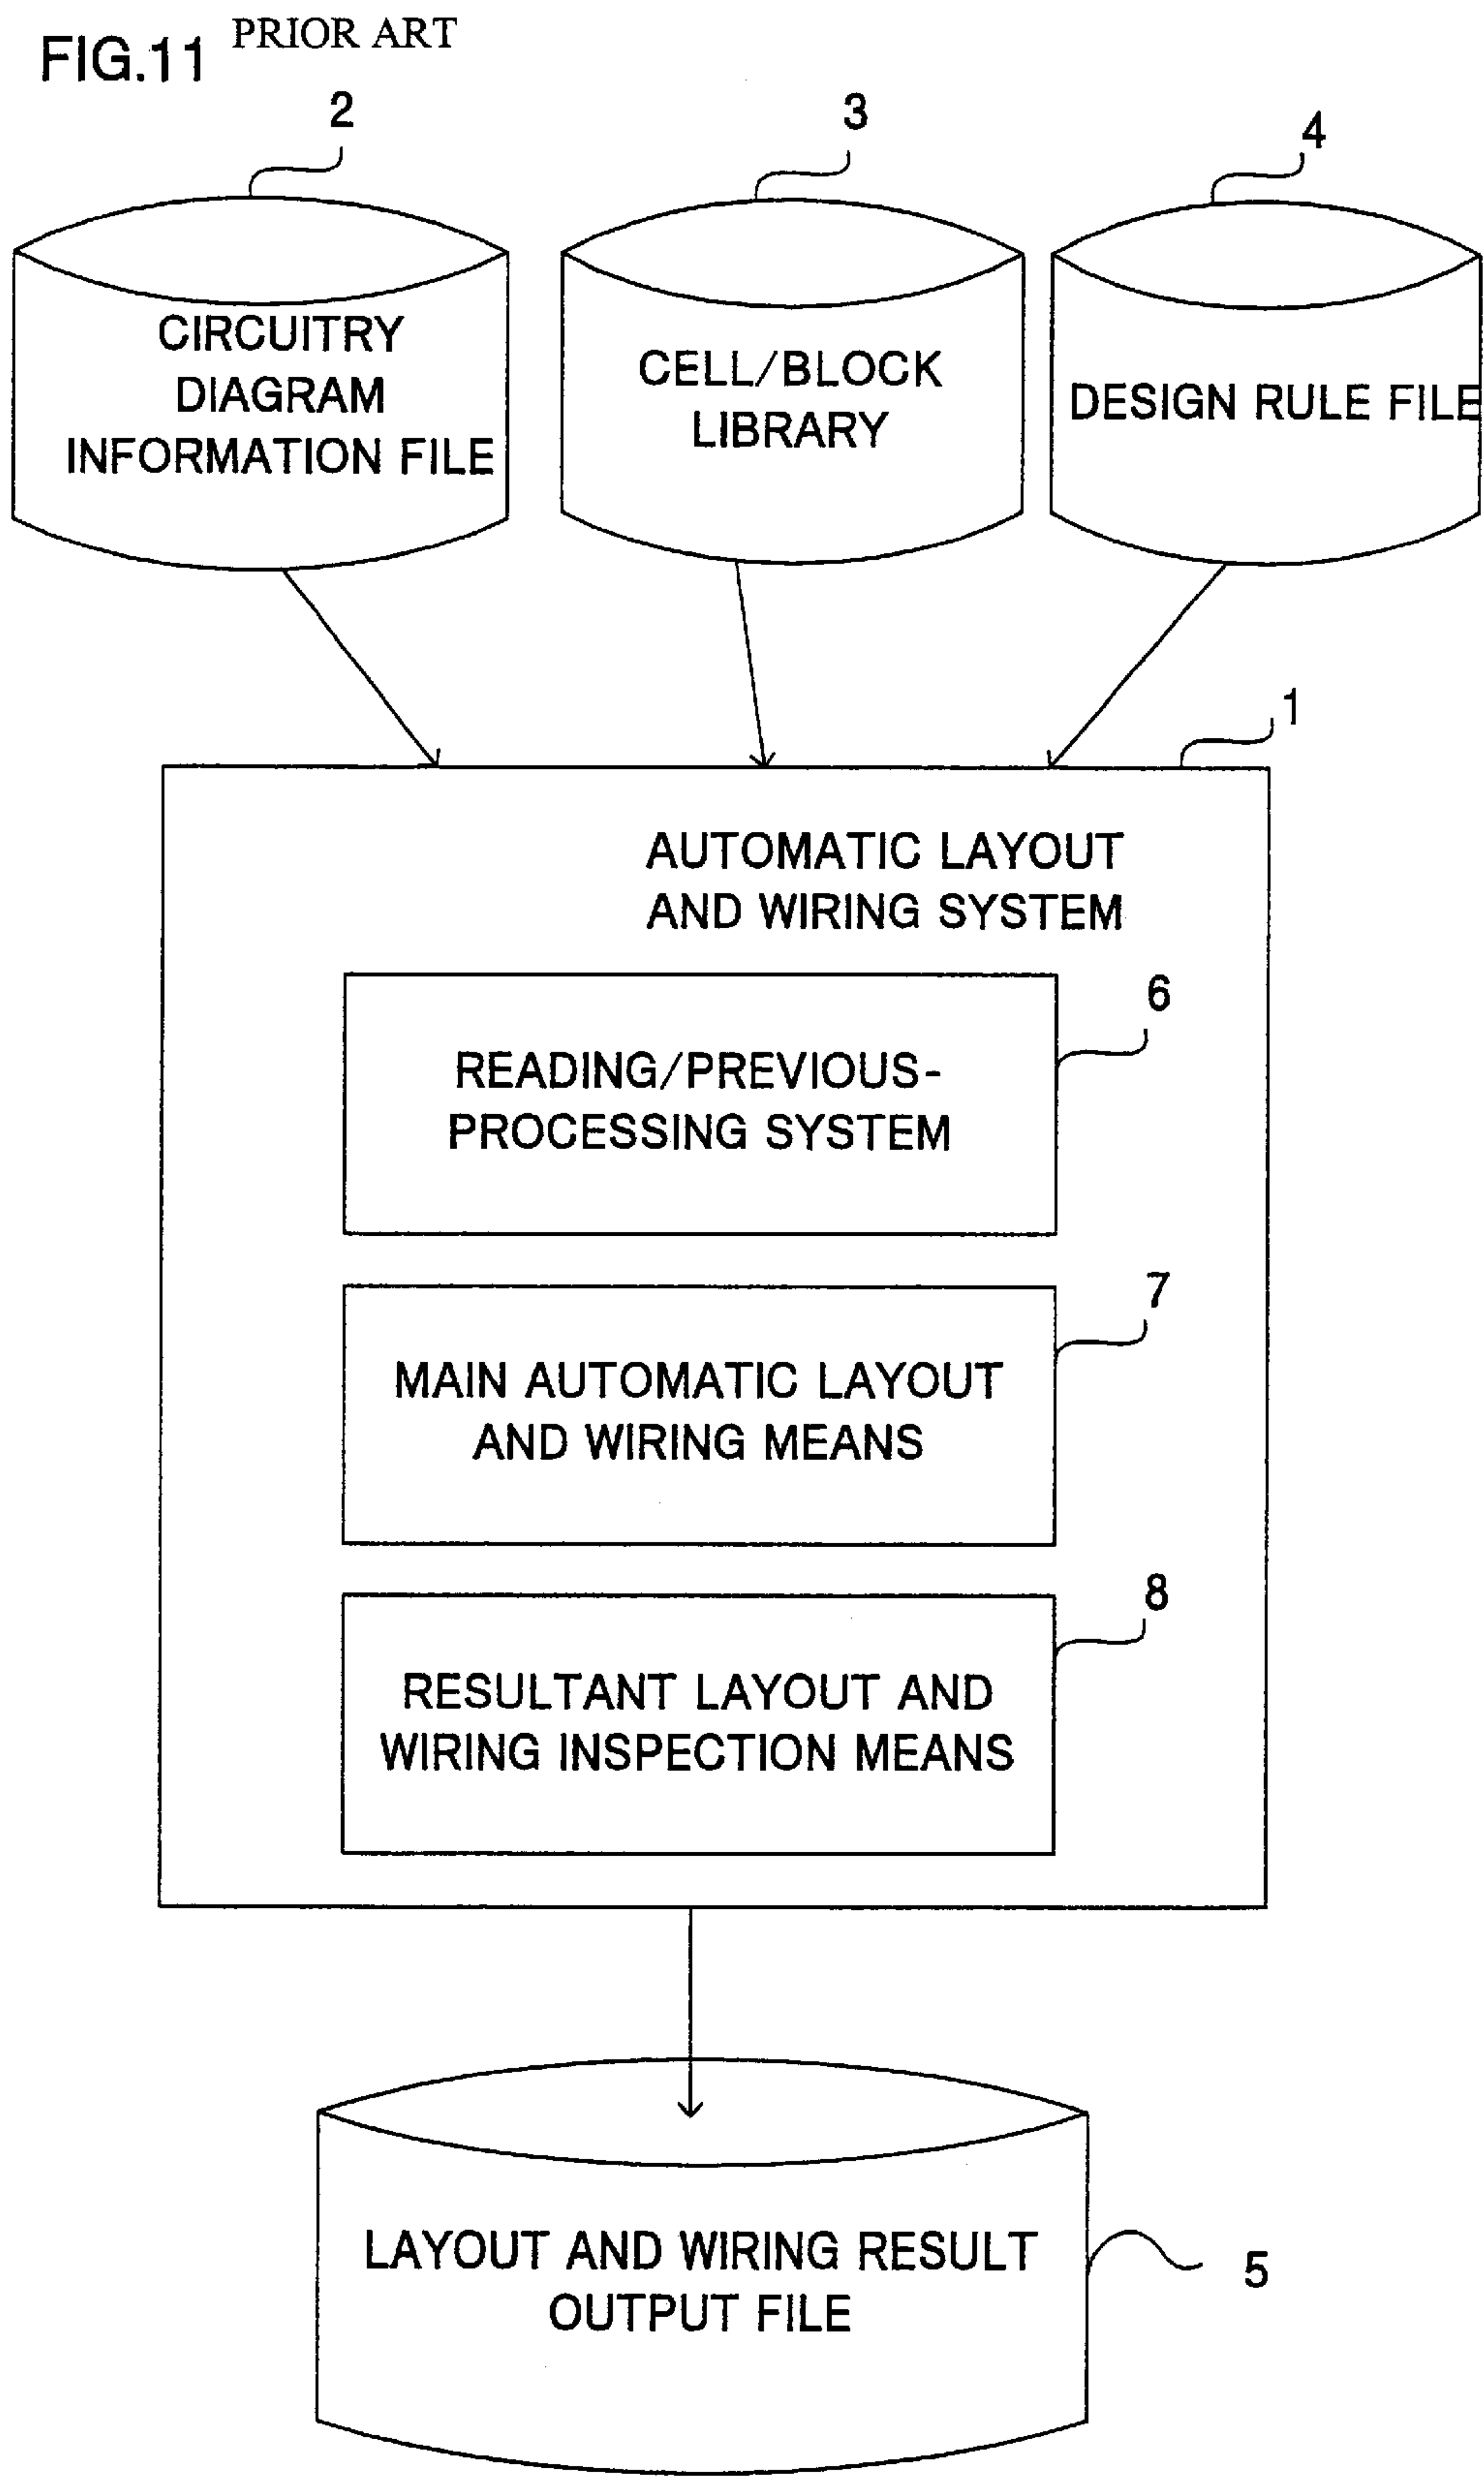 FIG.11 PRIOR ART
2
3
4
CIRCUITRY
DIAGRAM
INFORMATION FILE
CELL/BLOCK
LIBRARY
DESIGN RULE FILE
1
AUTOMATIC LAYOUT
AND WIRING SYSTEM
6
READING/PREVIOUS-
PROCESSING SYSTEM
7
MAIN AUTOMATIC LAYOUT
AND WIRING MEANS
8
RESULTANT LAYOUT AND
WIRING INSPECTION MEANS
LAYOUT AND WIRING RESULT
OUTPUT FILE
5